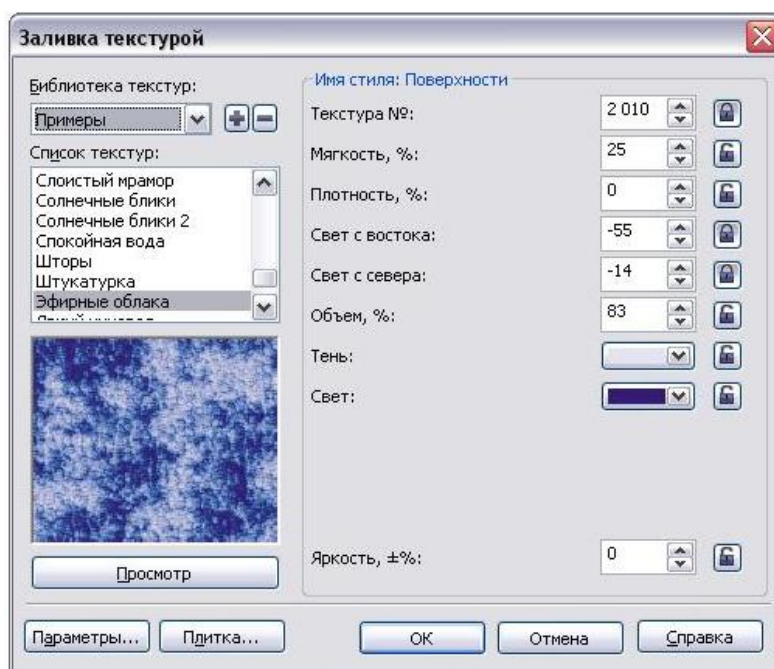 Заливка текстурой
Библиотека текстур:
Примеры
Список текстур:
Слоистый мрамор
Солнечные блики
Солнечные блики 2
Спокойная вода
Шторы
Штукатурка
Эфирные облака
Просмотр
Имя стиля: Поверхности
Текстура №: 2 010
Мягкость, %: 25
Плотность, %: 0
Свет с востока: -55
Свет с севера: -14
Объем, %: 83
Тень:
Свет:
Яркость, ±%: 0
Параметры... Плитка... ОК Отмена Справка